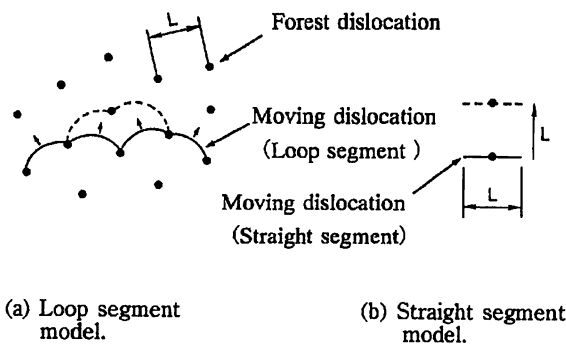 L
Forest dislocation
Moving dislocation
(Loop segment )
L
Moving dislocation
(Straight segment)
L
(a) Loop segment
model.
(b) Straight segment
model.